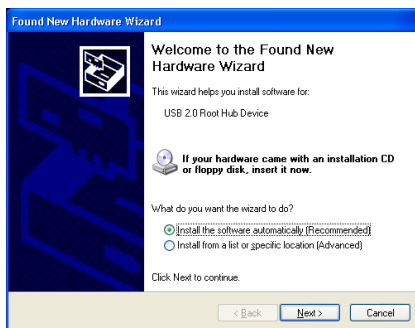 Found New Hardware Wizard
Welcome to the Found New
Hardware Wizard
This wizard helps you install software for:
USB 2.0 Root Hub Device
If your hardware came with an installation CD
or floppy disk, insert it now.
What do you want the wizard to do?
Install the software automatically (Recommended)
Install from a list or specific location (Advanced)
Click Next to continue.
< Back Next > Cancel